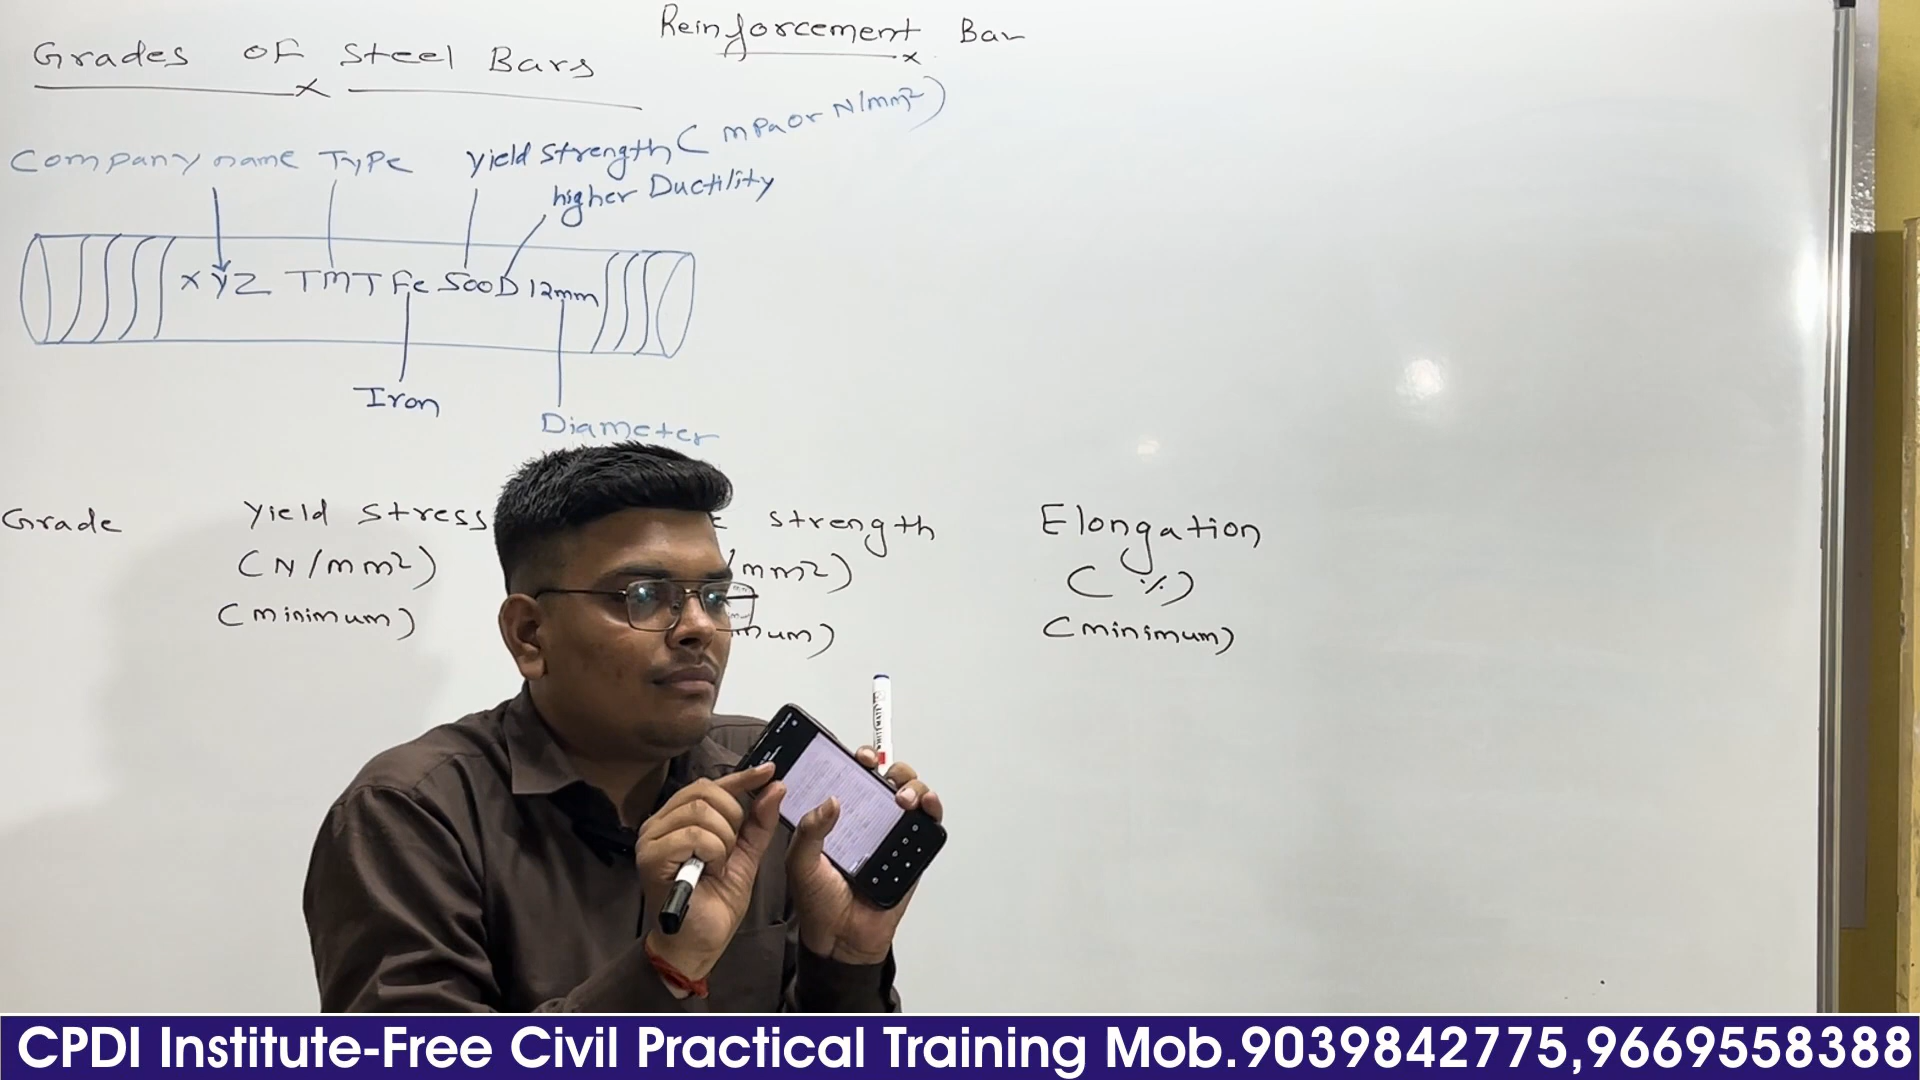 Reinforcement Bar
Grades of Steel Bars
Company name Type yield strength (mpa or N/mm²)
higher Ductility
XYZ TMT Fe 500D 12mm
Iron
Diameter
Grade Yield stress strength Elongation
(N/mm²) /mm²) (%)
(minimum) mum) (minimum)
CPDI Institute-Free Civil Practical Training Mob.9039842775,9669558388